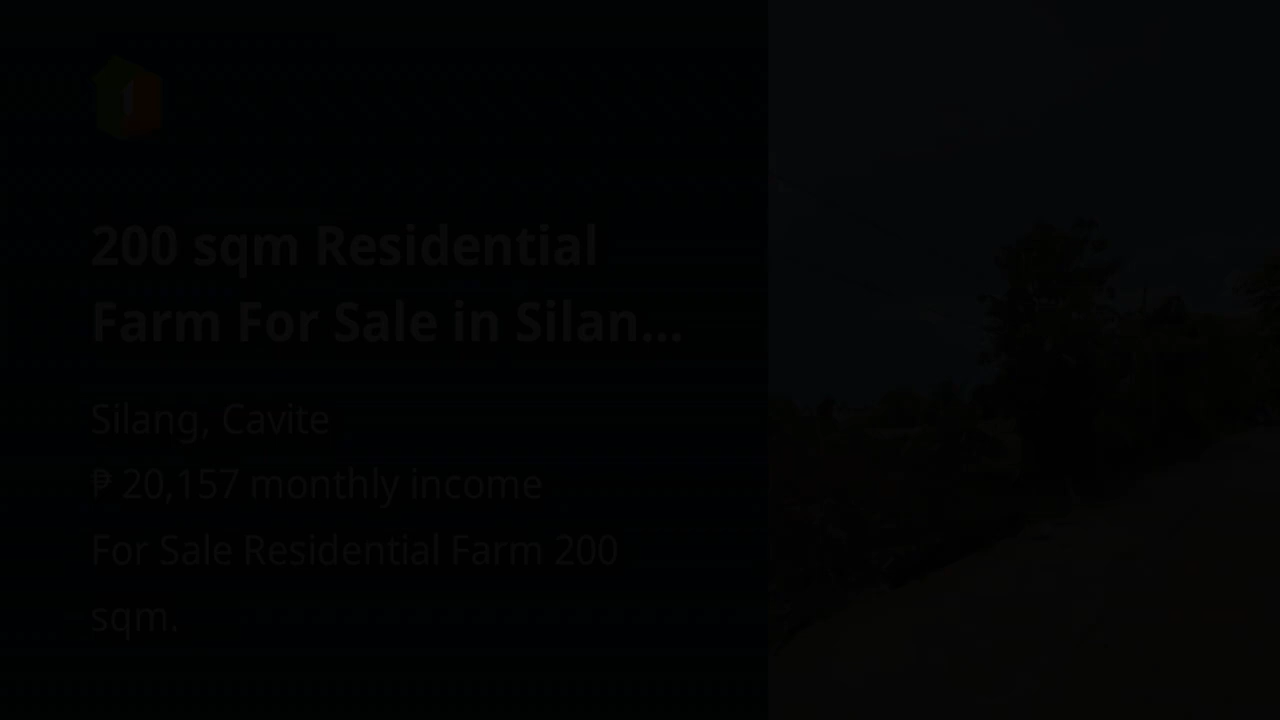 200 sqm Residential
Farm For Sale in Silan...
Silang, Cavite
₱ 20,157 monthly income
For Sale Residential Farm 200
sqm.